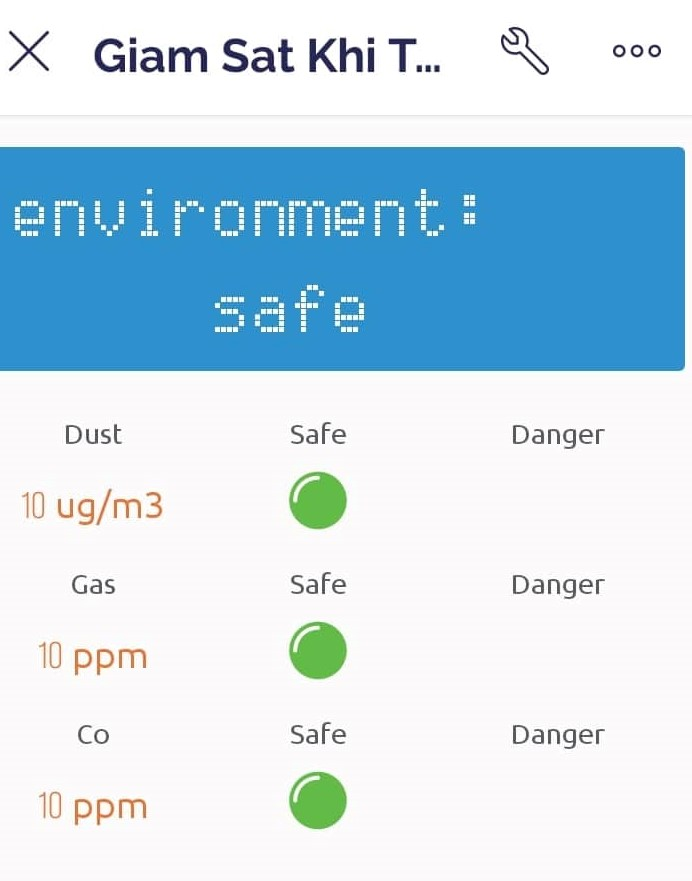 Giam Sat Khi T...
environment:
safe
Dust Safe Danger
10 ug/m3
Gas Safe Danger
10 ppm
Co Safe Danger
10 ppm